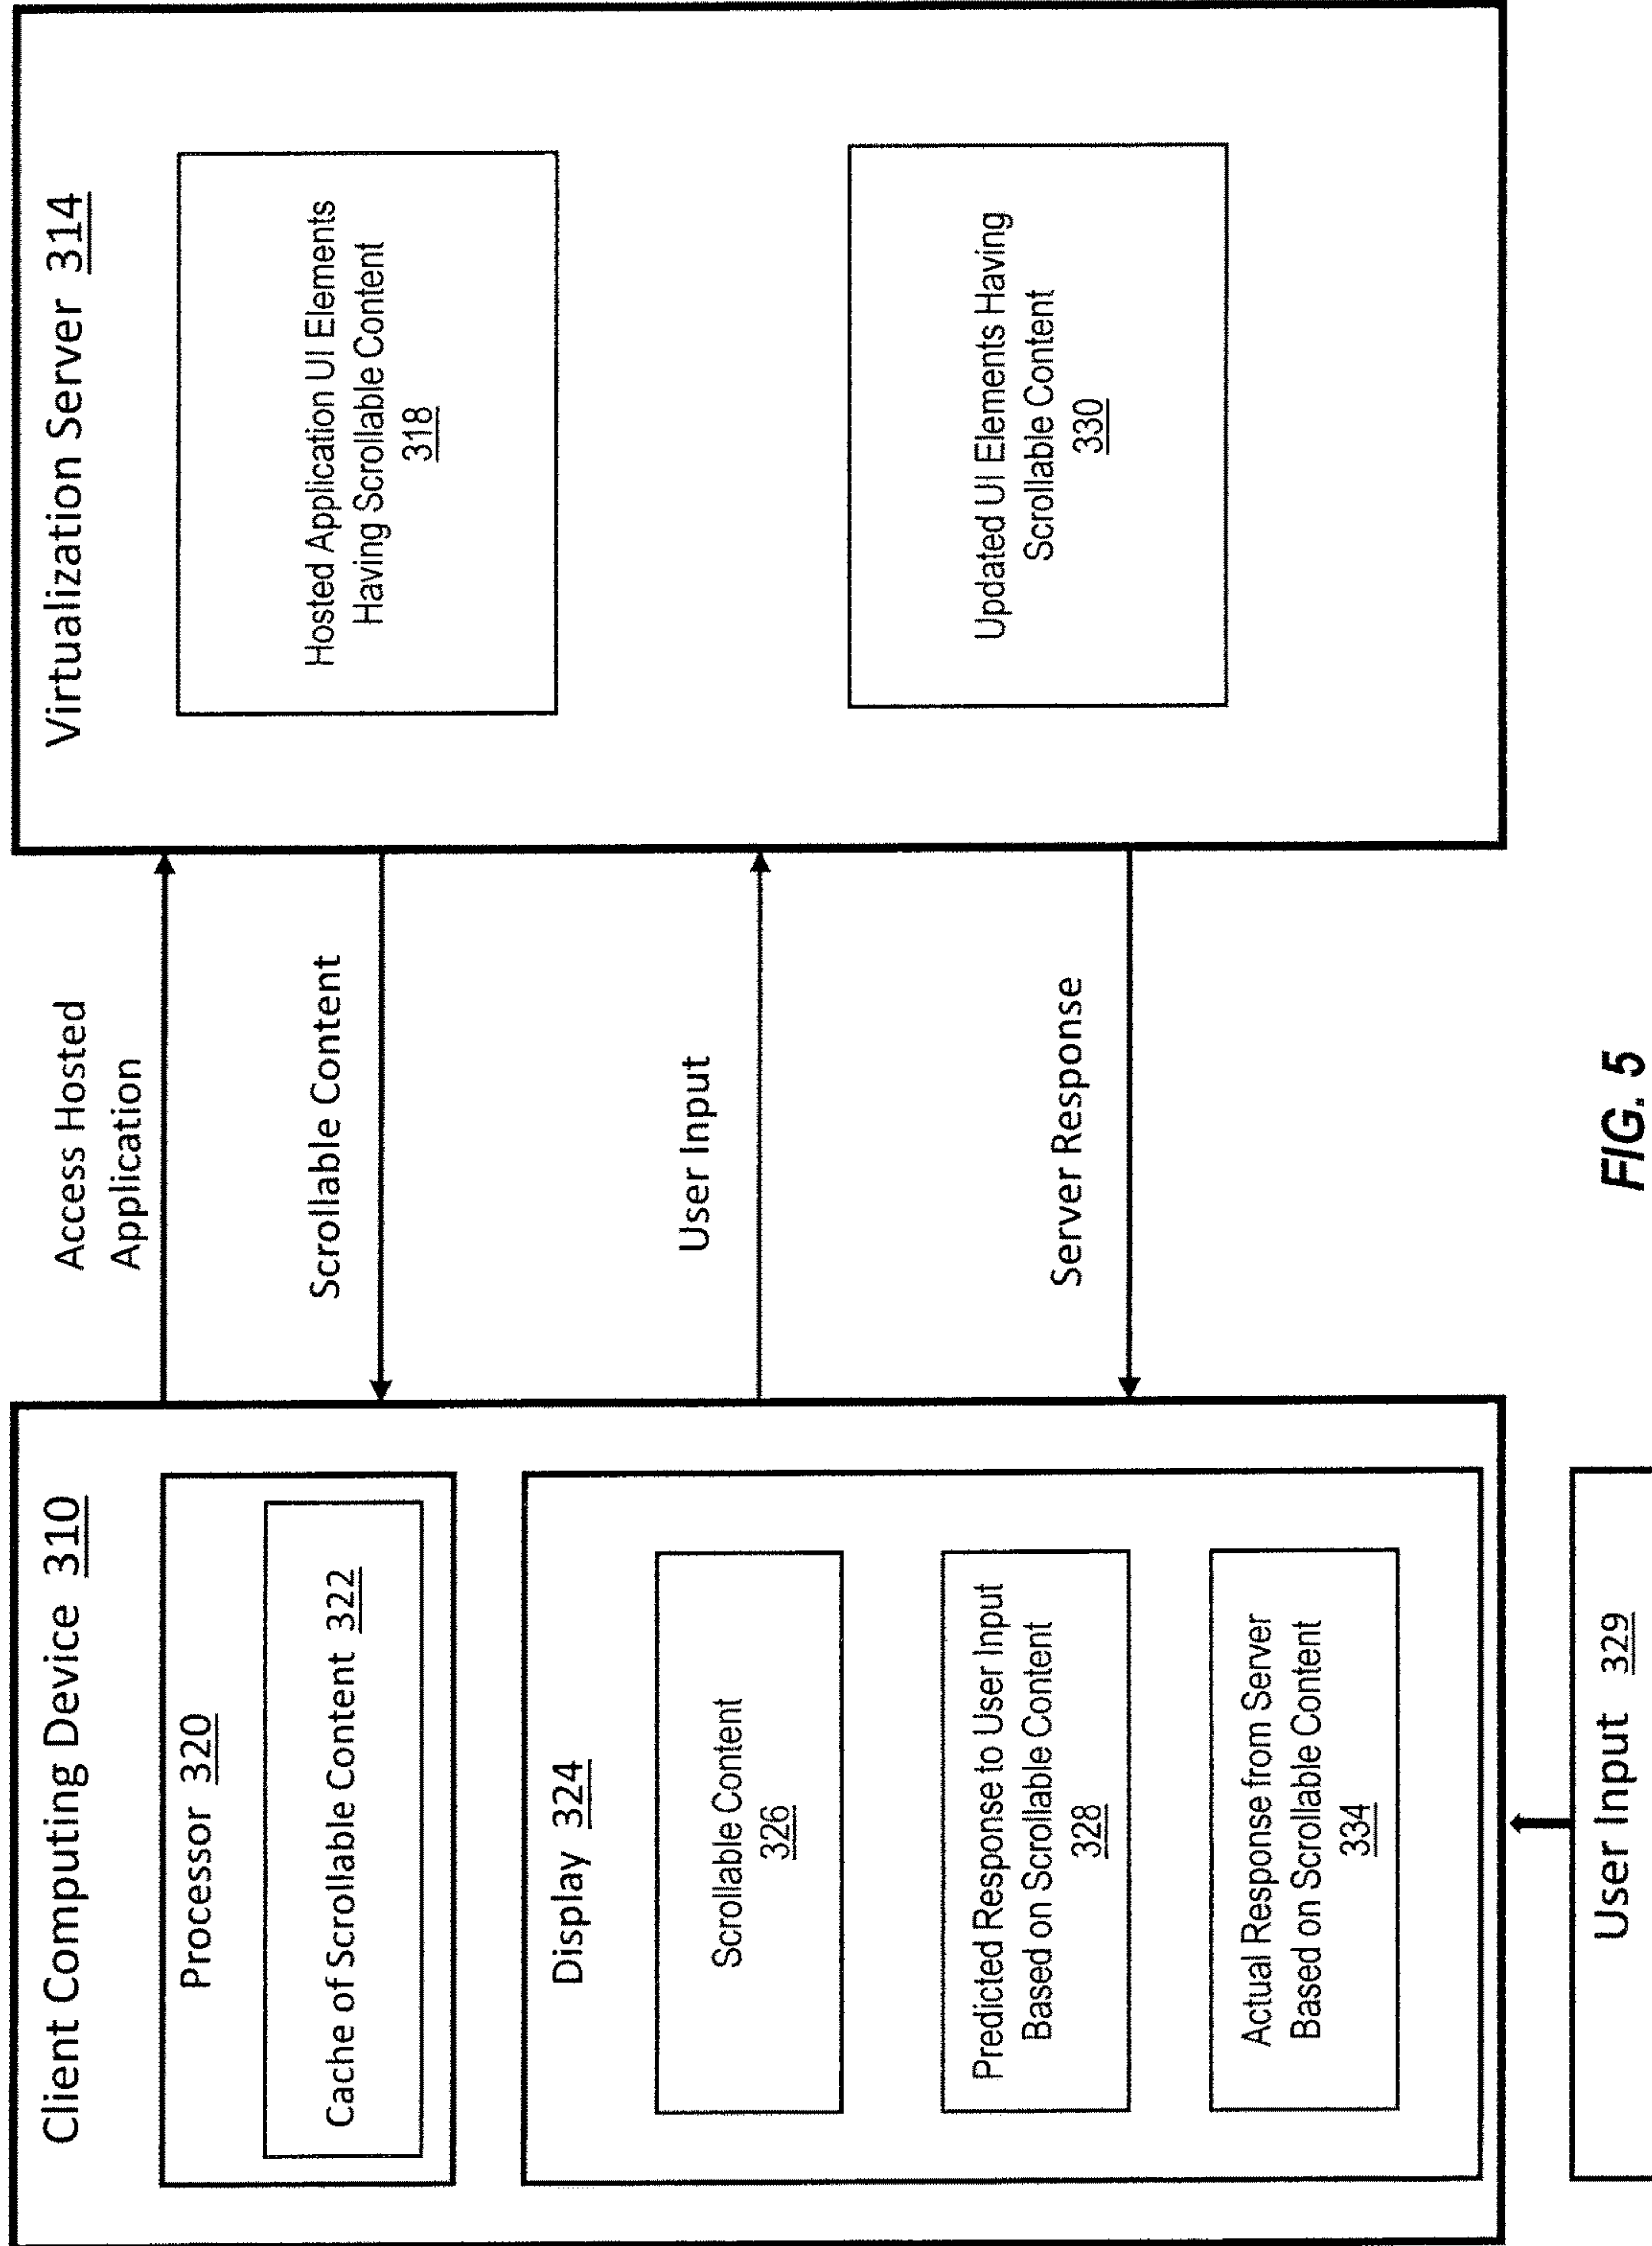 Client Computing Device 310
Processor 320
Cache of Scrollable Content 322
Display 324
Scrollable Content
326
Predicted Response to User Input
Based on Scrollable Content
328
Actual Response from Server
Based on Scrollable Content
334
User Input 329
Access Hosted
Application
Scrollable Content
User Input
Server Response
Virtualization Server 314
Hosted Application UI Elements
Having Scrollable Content
318
Updated UI Elements Having
Scrollable Content
330
FIG. 5